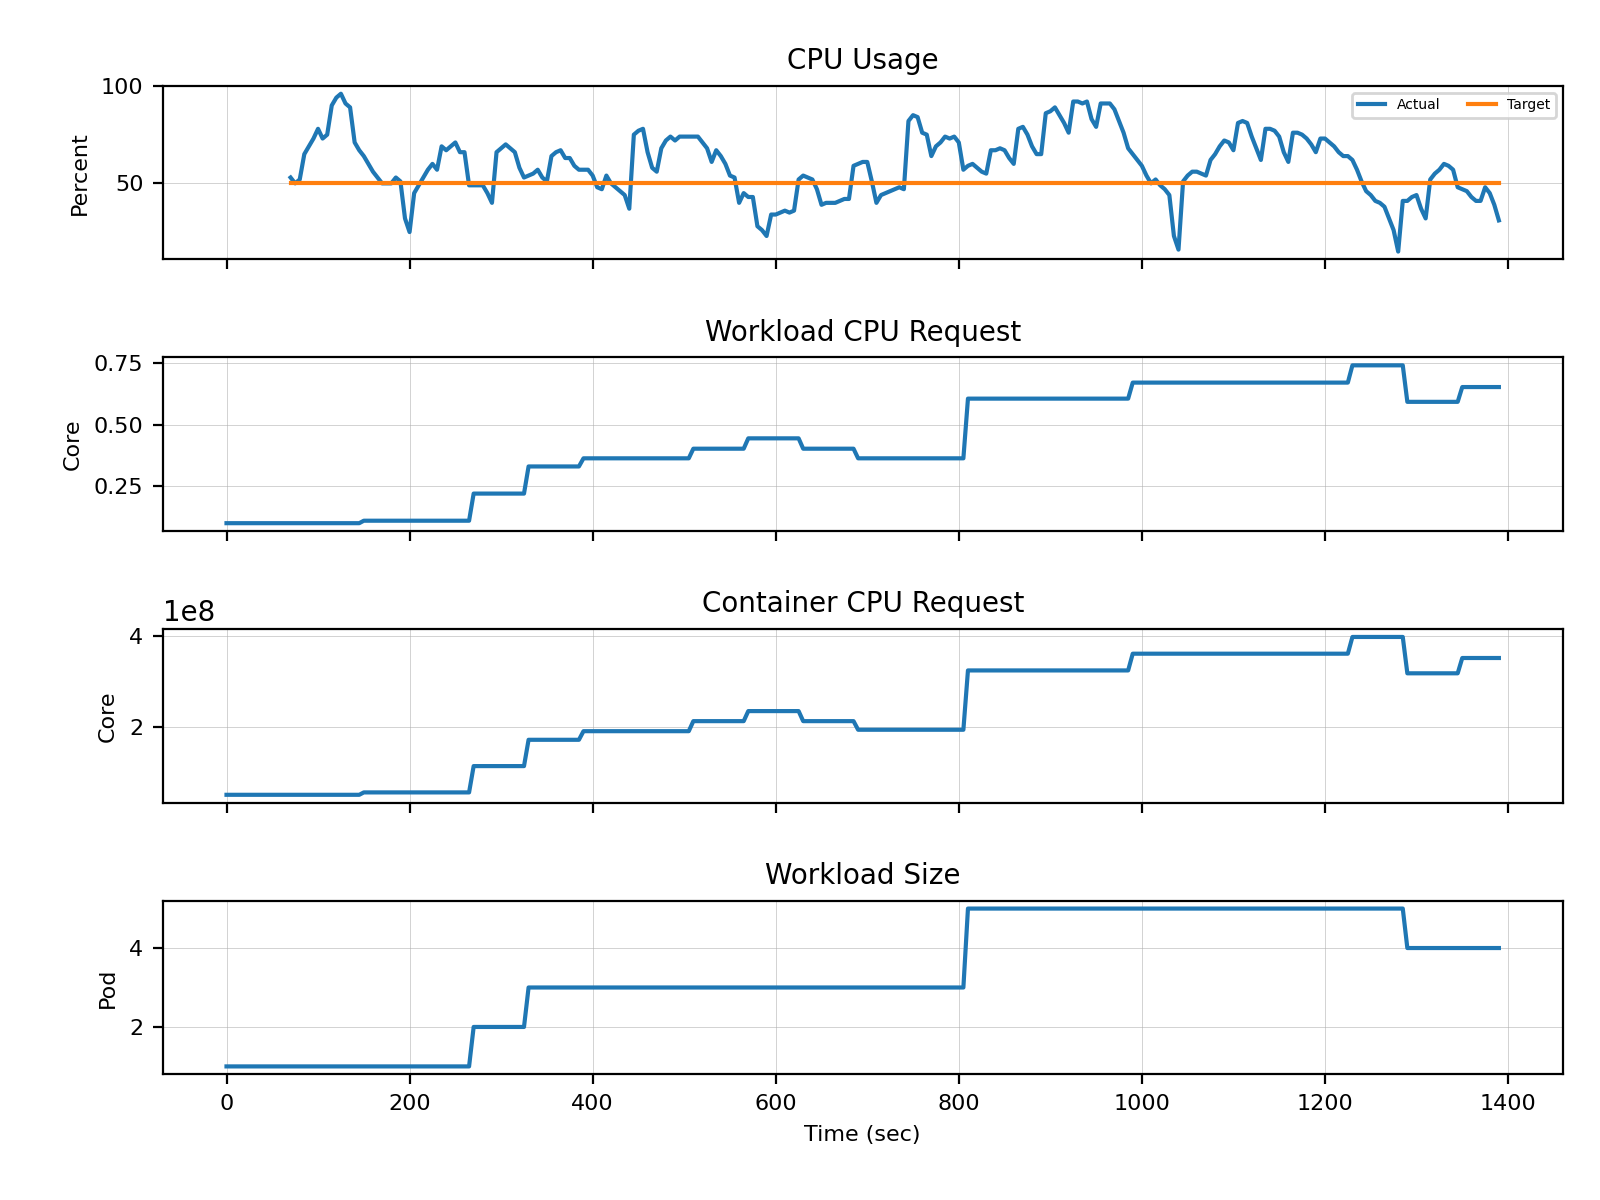 CPU Usage
100
50
Percent
Actual Target
Workload CPU Request
0.75
0.50
0.25
Core
Container CPU Request
1e8
4
2
Core
Workload Size
4
2
Pod
0 200 400 600 800 1000 1200 1400
Time (sec)